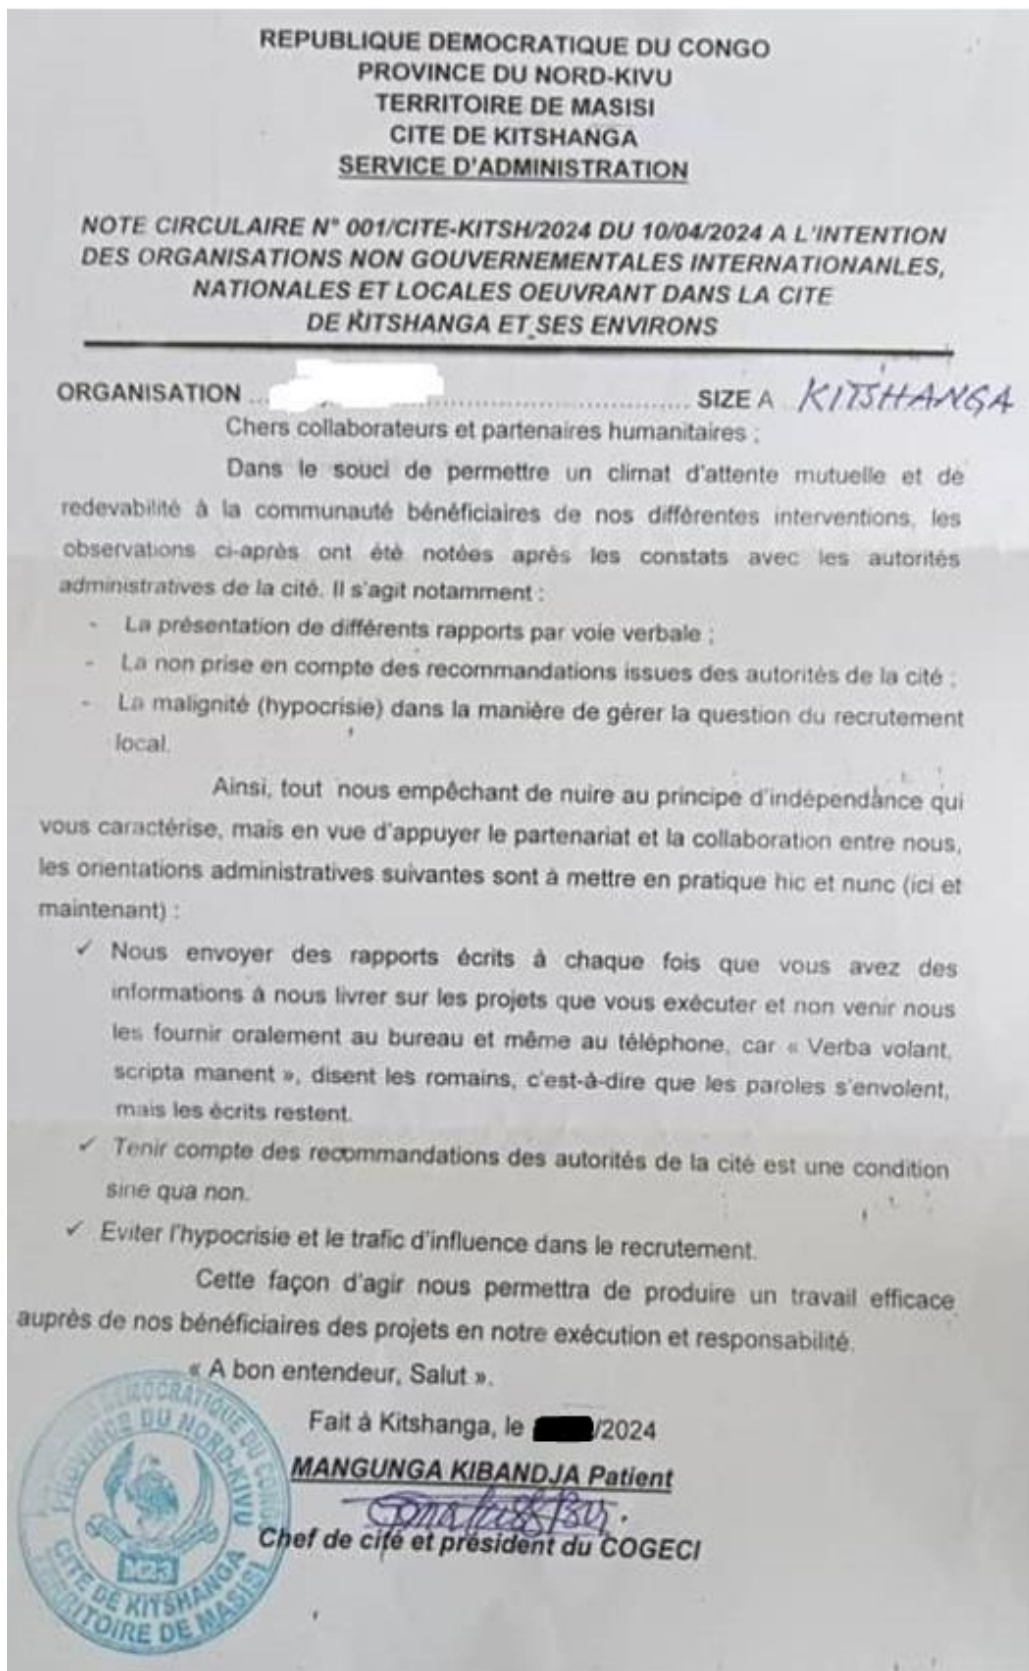 REPUBLIQUE DEMOCRATIQUE DU CONGO
PROVINCE DU NORD-KIVU
TERRITOIRE DE MASISI
CITE DE KITSHANGA
SERVICE D'ADMINISTRATION
NOTE CIRCULAIRE N° 001/CITE-KITSH/2024 DU 10/04/2024 A L'INTENTION
DES ORGANISATIONS NON GOUVERNEMENTALES INTERNATIONANLES,
NATIONALES ET LOCALES OEUVRANT DANS LA CITE
DE KITSHANGA ET SES ENVIRONS
ORGANISATION ... SIZE A KITSHANGA
Chers collaborateurs et partenaires humanitaires ;
Dans le souci de permettre un climat d'attente mutuelle et de
redevabilité à la communauté bénéficiaires de nos différentes interventions, les
observations ci-après ont été notées après les constats avec les autorités
administratives de la cité. Il s'agit notamment :
- La présentation de différents rapports par voie verbale ;
- La non prise en compte des recommandations issues des autorités de la cité ;
- La malignité (hypocrisie) dans la manière de gérer la question du recrutement
local.
Ainsi, tout nous empêchant de nuire au principe d'indépendance qui
vous caractérise, mais en vue d'appuyer le partenariat et la collaboration entre nous,
les orientations administratives suivantes sont à mettre en pratique hic et nunc (ici et
maintenant) :
✓ Nous envoyer des rapports écrits à chaque fois que vous avez des
informations à nous livrer sur les projets que vous exécuter et non venir nous
les fournir oralement au bureau et même au téléphone, car « Verba volant,
scripta manent », disent les romains, c'est-à-dire que les paroles s'envolent,
mais les écrits restent.
✓ Tenir compte des recommandations des autorités de la cité est une condition
sine qua non.
✓ Eviter l'hypocrisie et le trafic d'influence dans le recrutement.
Cette façon d'agir nous permettra de produire un travail efficace
auprès de nos bénéficiaires des projets en notre exécution et responsabilité.
« A bon entendeur, Salut ».
Fait à Kitshanga, le /2024
MANGUNGA KIBANDJA Patient
Chef de cité et président du COGECI
DEMOCRATIQUE DU CONGO
PROVINCE DU NORD-KIVU
M23
CITE DE KITSHANGA
TERRITOIRE DE MASISI